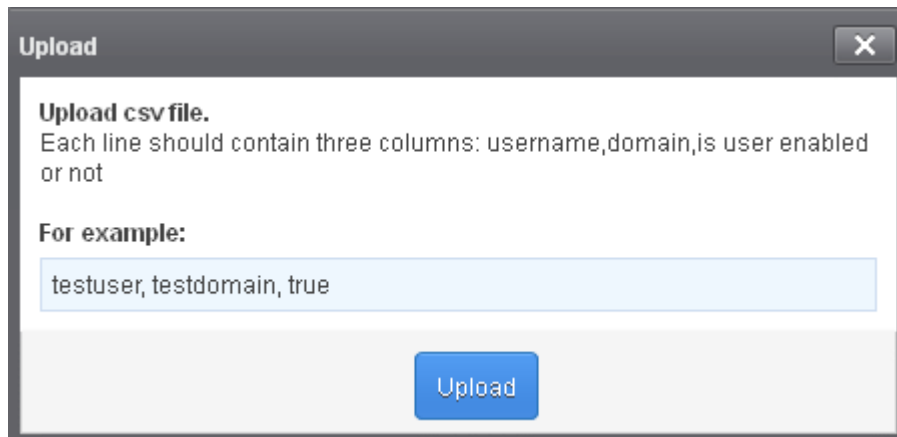 Upload
Upload csv file.
Each line should contain three columns: username,domain,is user enabled
or not
For example:
testuser, testdomain, true
Upload